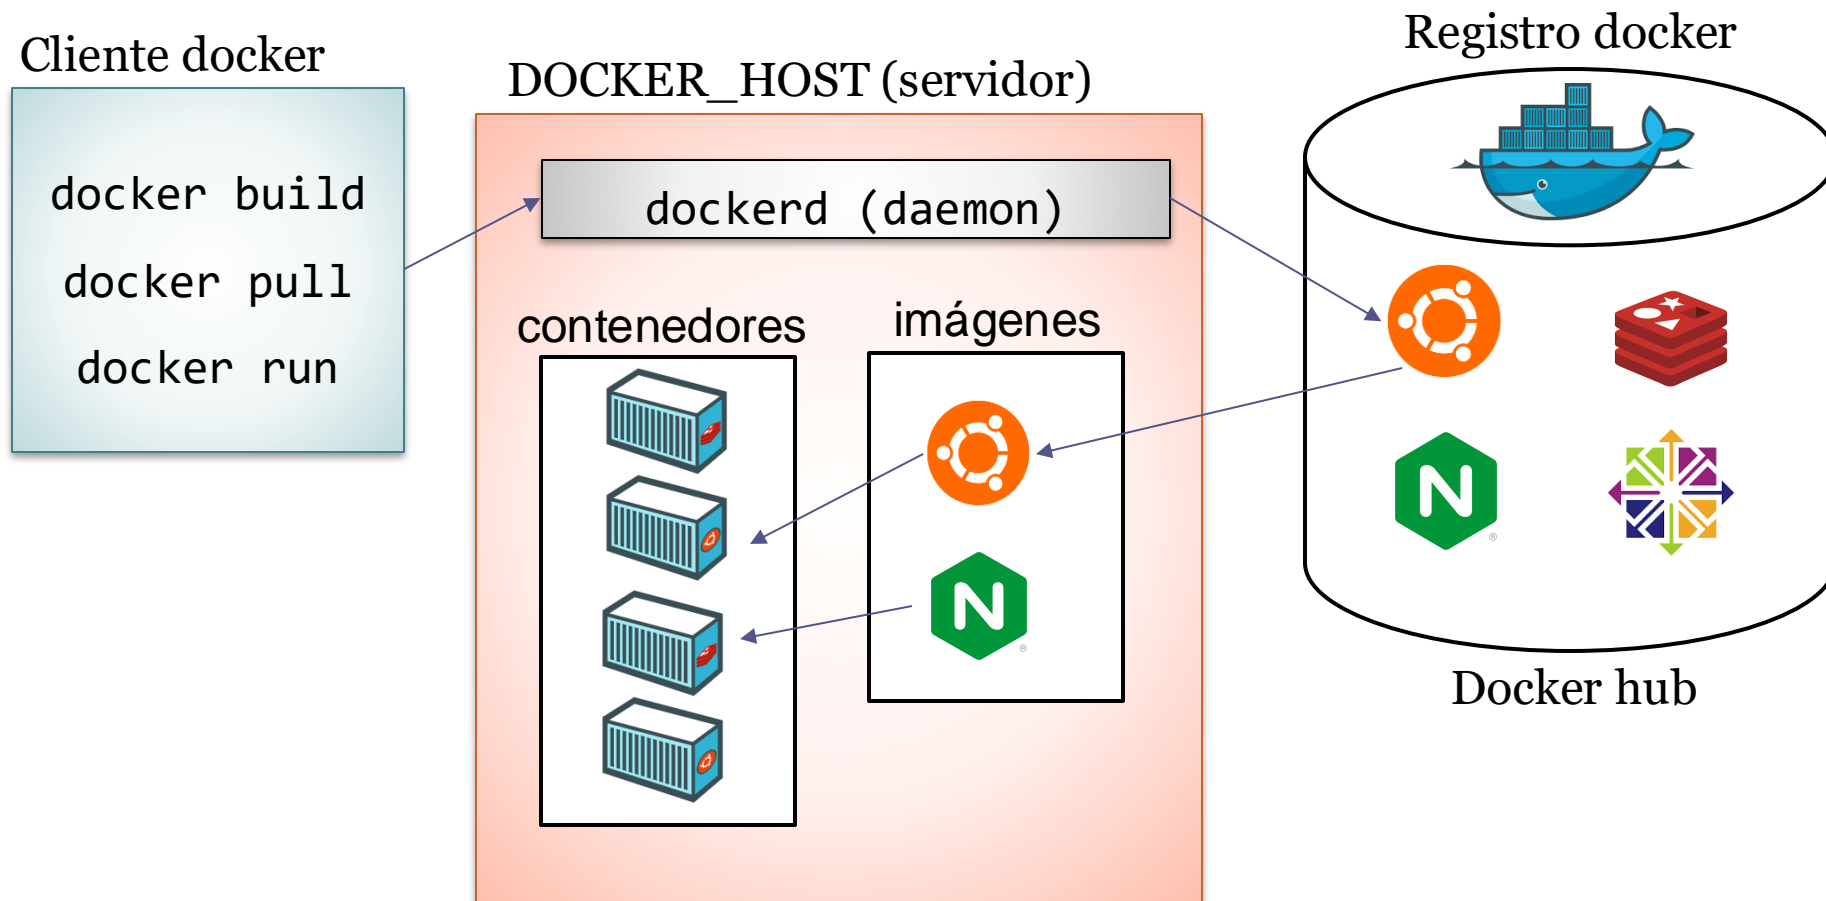 Cliente docker
docker build
docker pull
docker run
DOCKER_HOST (servidor)
dockerd (daemon)
contenedores
imágenes
Registro docker
N
®
N
®
Docker hub